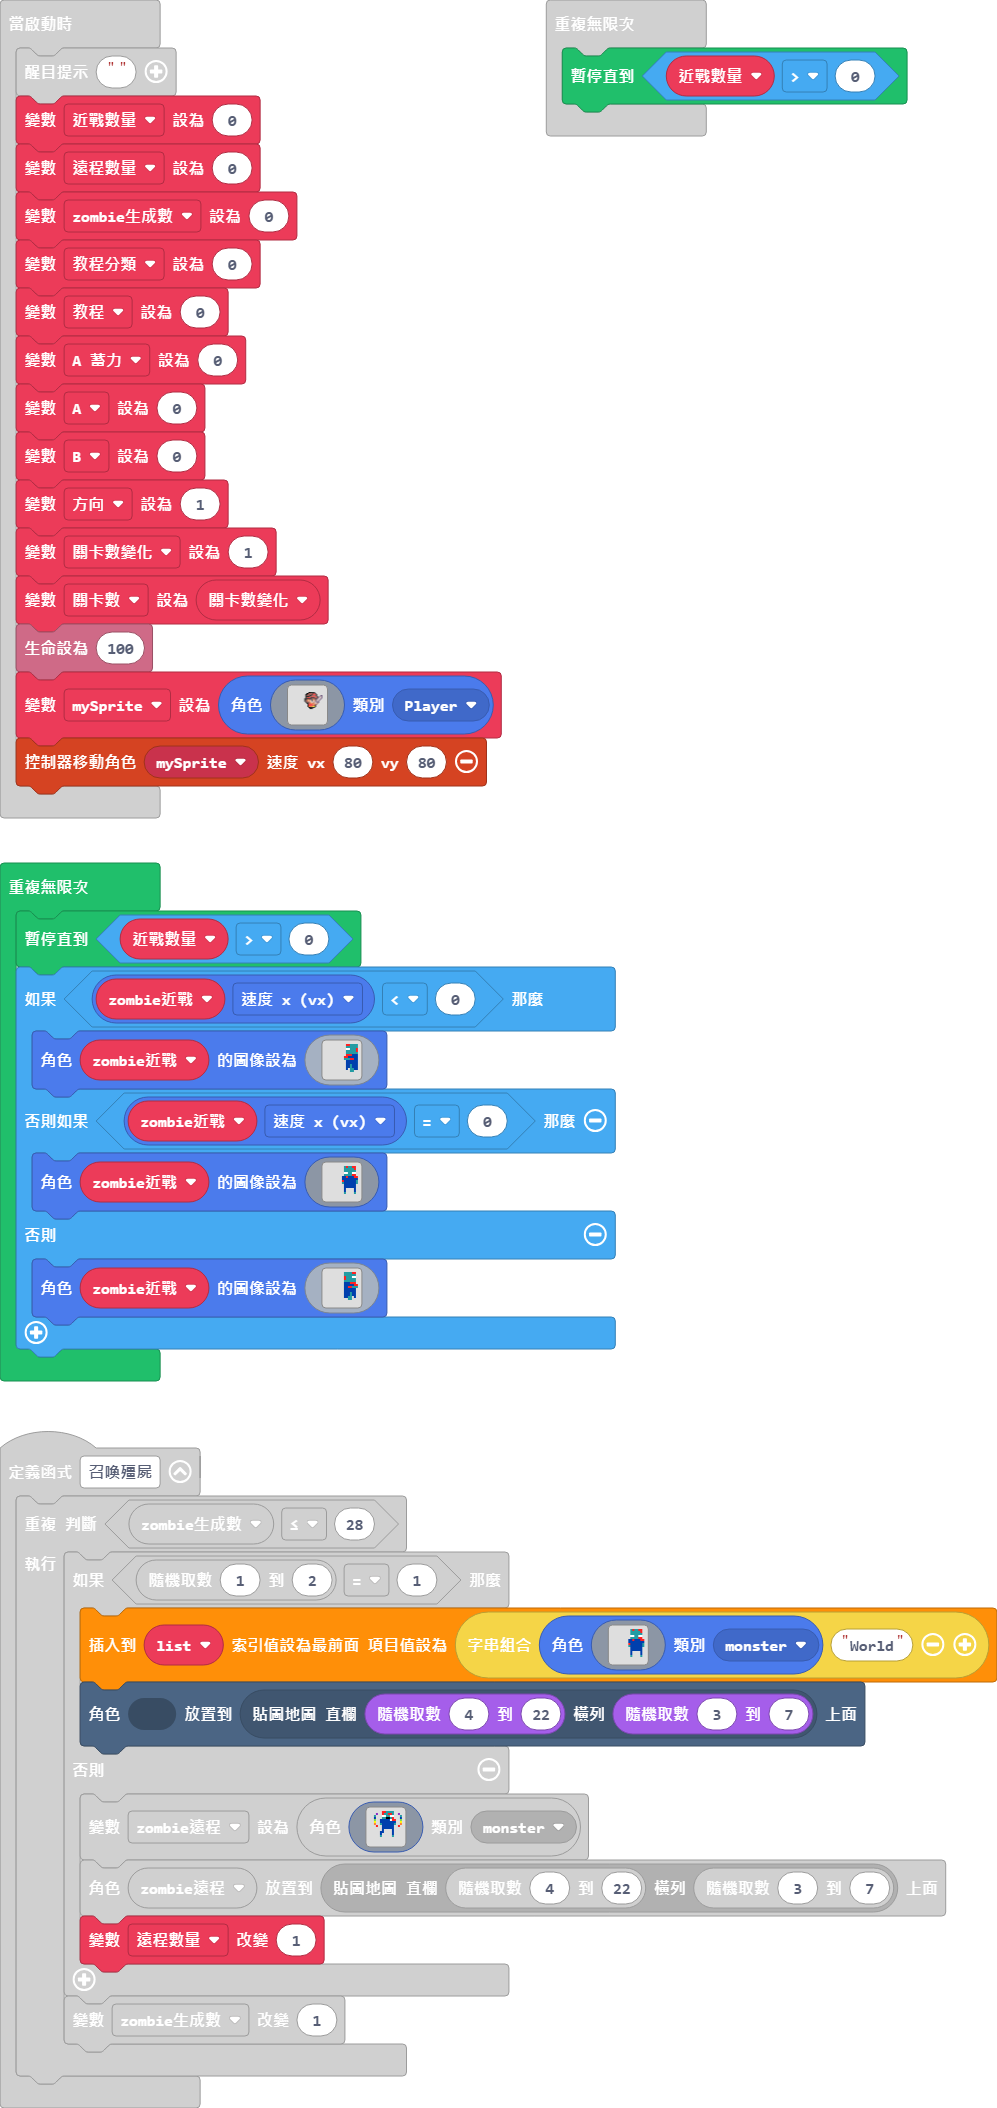 當啟動時
醒目提示 " "
變數 近戰數量 設為 0
變數 遠程數量 設為 0
變數 zombie生成數 設為 0
變數 教程分類 設為 0
變數 教程 設為 0
變數 A 蓄力 設為 0
變數 A 設為 0
變數 B 設為 0
變數 方向 設為 1
變數 關卡數變化 設為 1
變數 關卡數 設為 關卡數變化
生命設為 100
變數 mySprite 設為 角色 類別 Player
控制器移動角色 mySprite 速度 vx 80 vy 80
重複無限次
暫停直到 近戰數量 > 0
重複無限次
暫停直到 近戰數量 > 0
如果 zombie近戰 速度 x (vx) < 0 那麼
角色 zombie近戰 的圖像設為
否則如果 zombie近戰 速度 x (vx) = 0 那麼
角色 zombie近戰 的圖像設為
否則
角色 zombie近戰 的圖像設為
定義函式 召喚殭屍
重複 判斷 zombie生成數 ≤ 28
執行
如果 隨機取數 1 到 2 = 1 那麼
插入到 list 索引值設為最前面 項目值設為 字串組合 角色 類別 monster "World"
角色 放置到 貼圖地圖 直欄 隨機取數 4 到 22 橫列 隨機取數 3 到 7 上面
否則
變數 zombie遠程 設為 角色 類別 monster
角色 zombie遠程 放置到 貼圖地圖 直欄 隨機取數 4 到 22 橫列 隨機取數 3 到 7 上面
變數 遠程數量 改變 1
變數 zombie生成數 改變 1